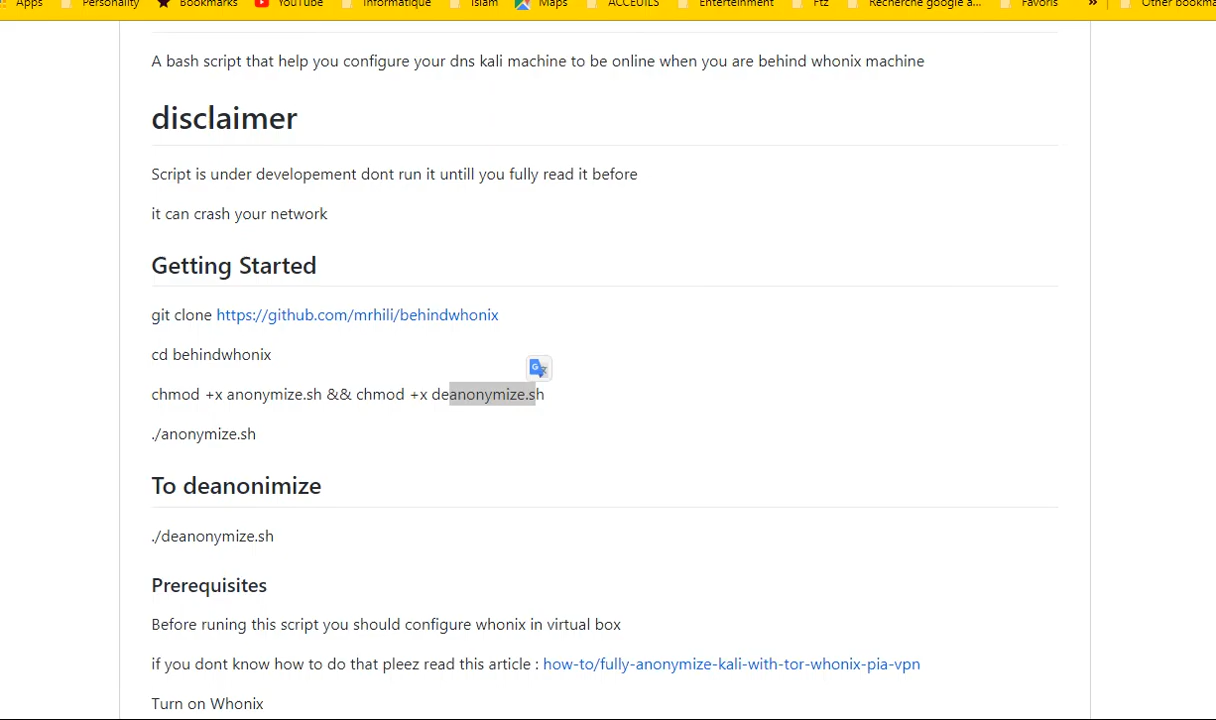 Apps Personality Bookmarks YouTube Informatique Islam Maps ACCEUILS Enterteinment Ftz Recherche google a... Favoris » Other bookma
A bash script that help you configure your dns kali machine to be online when you are behind whonix machine
disclaimer
Script is under developement dont run it untill you fully read it before
it can crash your network
Getting Started
git clone https://github.com/mrhili/behindwhonix
cd behindwhonix
chmod +x anonymize.sh && chmod +x deanonymize.sh
./anonymize.sh
To deanonimize
./deanonymize.sh
Prerequisites
Before runing this script you should configure whonix in virtual box
if you dont know how to do that pleez read this article : how-to/fully-anonymize-kali-with-tor-whonix-pia-vpn
Turn on Whonix